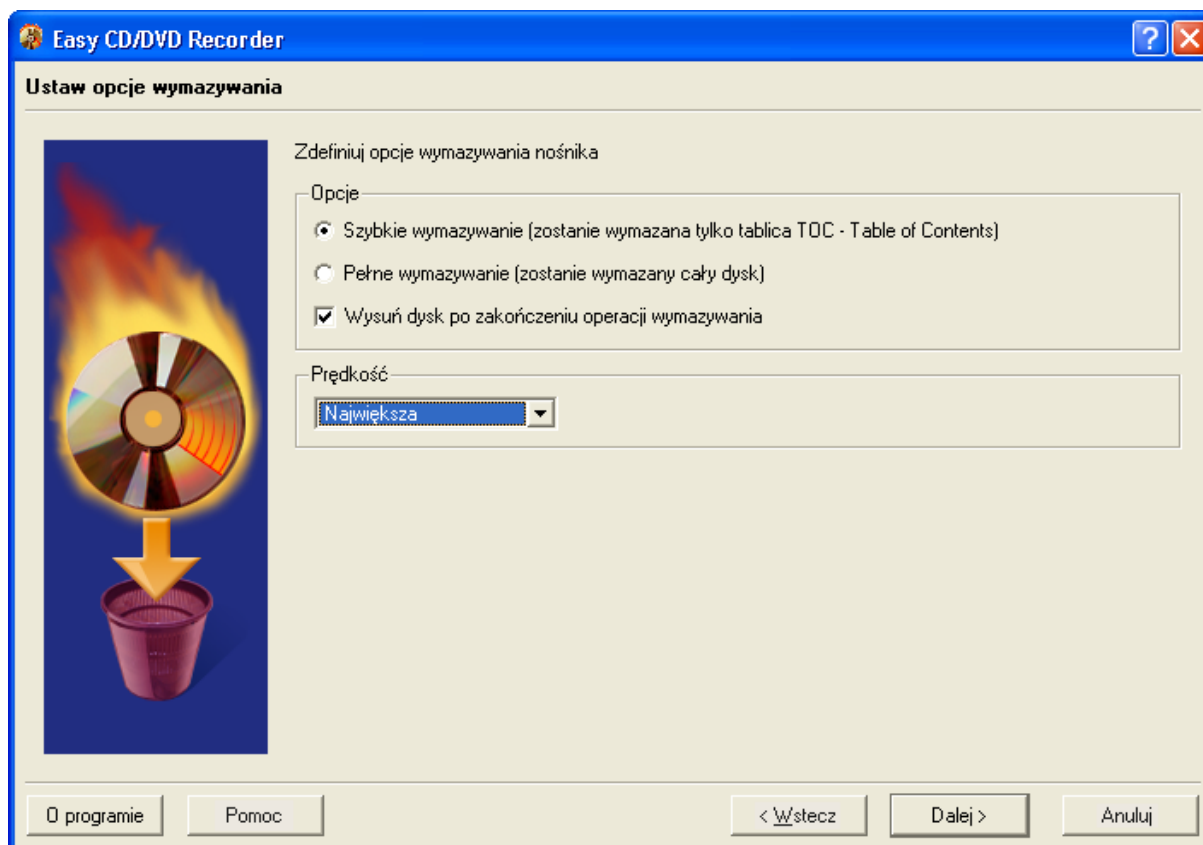 Easy CD/DVD Recorder
Ustaw opcje wymazywania
Zdefiniuj opcje wymazywania nośnika
Opcje
Szybkie wymazywanie (zostanie wymazana tylko tablica TOC - Table of Contents)
Pełne wymazywanie (zostanie wymazany cały dysk)
Wysuń dysk po zakończeniu operacji wymazywania
Prędkość
Największa
O programie
Pomoc
< Wstecz
Dalej >
Anuluj